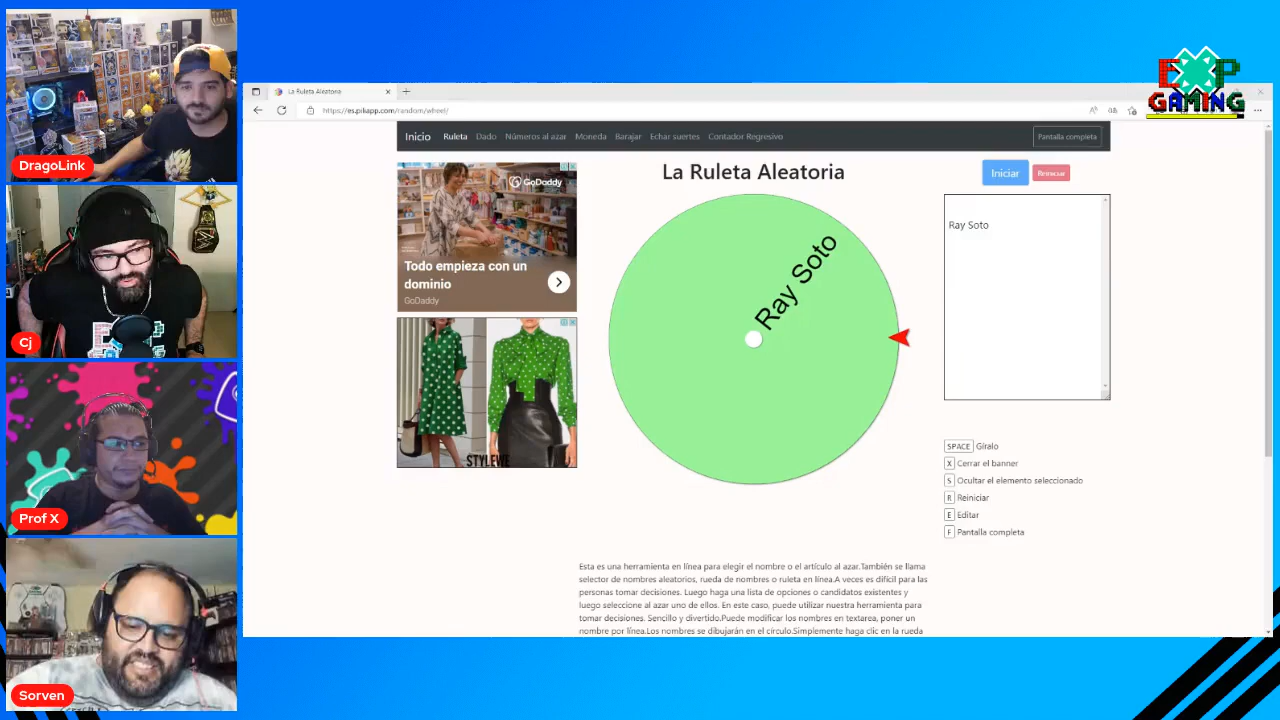 DragoLink
Cj
Prof X
Sorven
EXP
GAMING
La Ruleta Aleatoria
https://es.piliapp.com/random/wheel/
Inicio Ruleta Dado Números al azar Moneda Barajar Echar suertes Contador Regresivo Pantalla completa
GoDaddy
Todo empieza con un
dominio
GoDaddy
STYLEWE
La Ruleta Aleatoria
Ray Soto
Iniciar Reiniciar
Ray Soto
SPACE Gíralo
X Cerrar el banner
S Ocultar el elemento seleccionado
R Reiniciar
E Editar
F Pantalla completa
Esta es una herramienta en línea para elegir el nombre o el artículo al azar.También se llama
selector de nombres aleatorios, rueda de nombres o ruleta en línea.A veces es difícil para las
personas tomar decisiones. Luego haga una lista de opciones o candidatos existentes y
luego seleccione al azar uno de ellos. En este caso, puede utilizar nuestra herramienta para
tomar decisiones. Sencillo y divertido.Puede modificar los nombres en textarea, poner un
nombre por línea.Los nombres se dibujarán en el círculo.Simplemente haga clic en la rueda